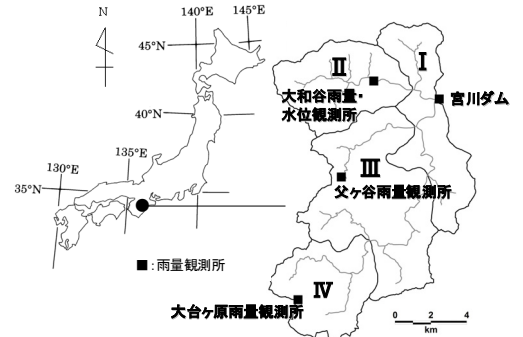 N
140°E
145°E
45°N
40°N
135°E
130°E
35°N
■:雨量観測所
I
II
大和谷雨量・
水位観測所
宮川ダム
III
父ヶ谷雨量観測所
IV
大台ヶ原雨量観測所
0 2 4
km